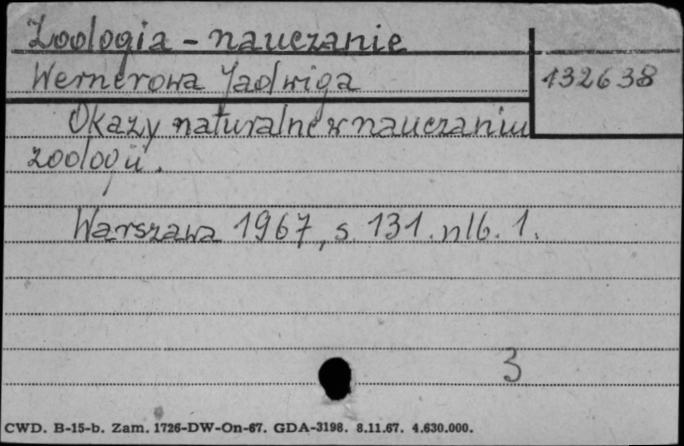 Zoologia - nauczanie
Wernerowa Jadwiga 132638
Okazy naturalne w nauczaniu
zoologii.
Warszawa 1967, s. 131. nlb. 1.
3
CWD. B-15-b. Zam. 1726-DW-On-67. GDA-3198. 8.11.67. 4.630.000.